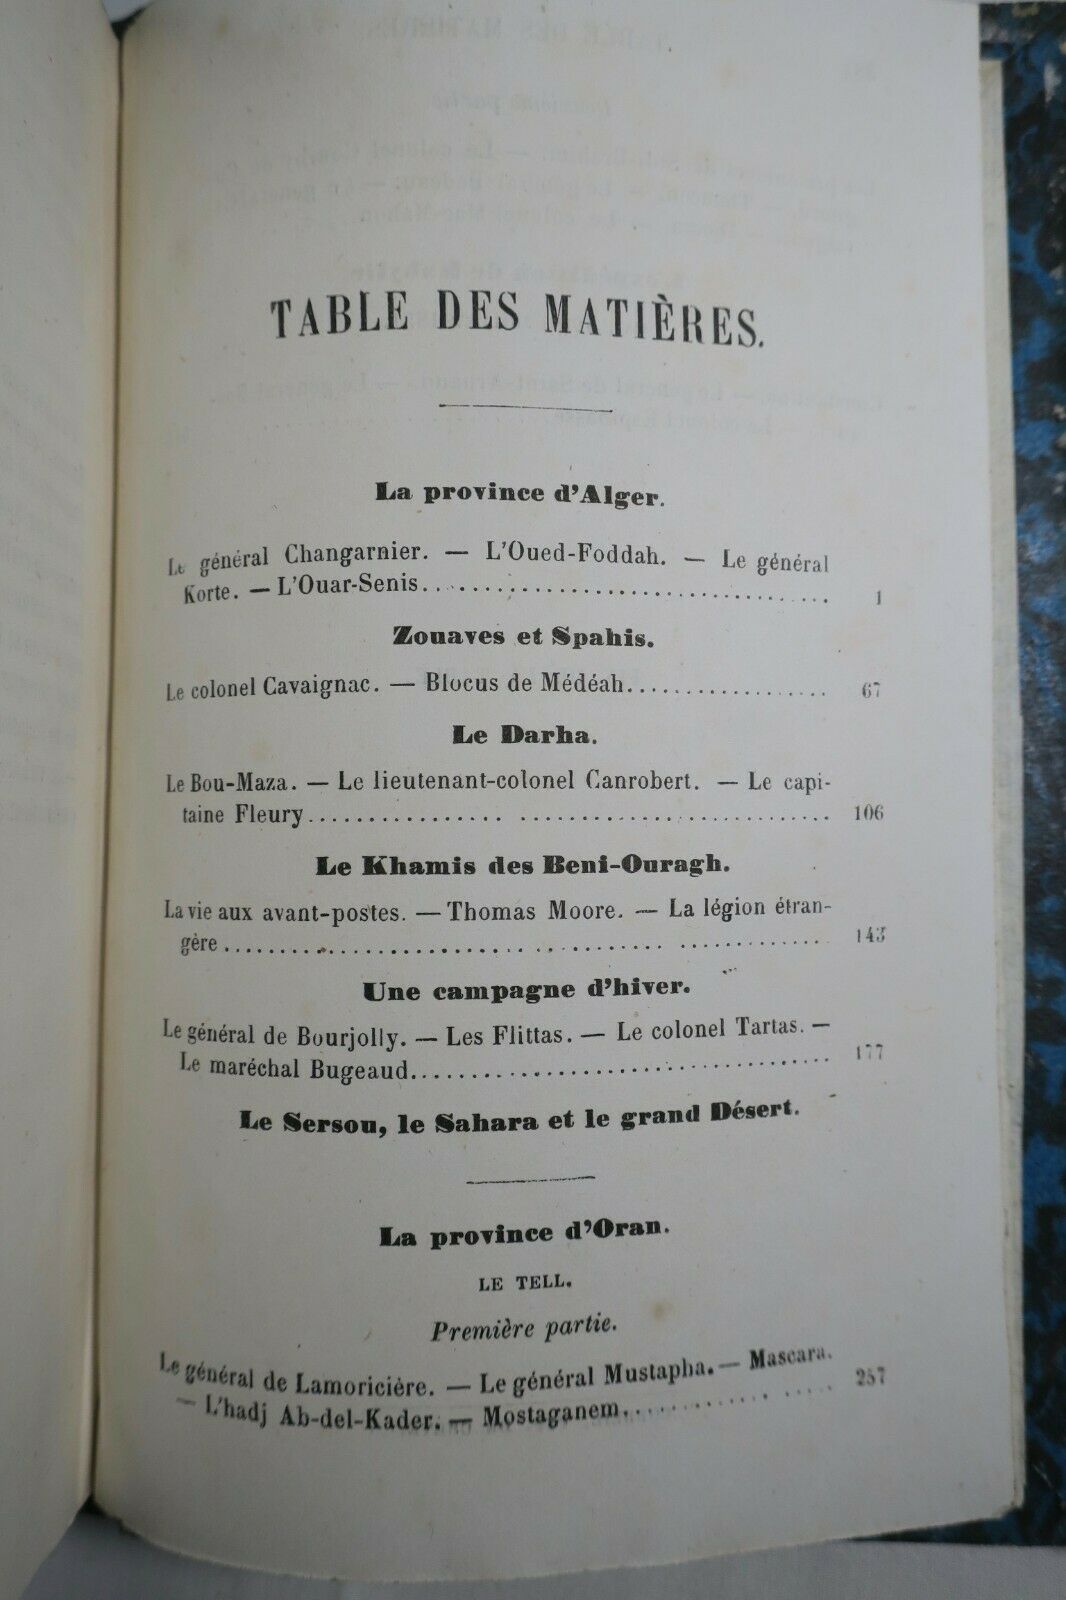 TABLE DES MATIÈRES.
La province d'Alger.
Le général Changarnier. — L'Oued-Foddah. — Le général
Korte. — L'Ouar-Senis.......... 1
Zouaves et Spahis.
Le colonel Cavaignac. — Blocus de Médéah.......... 67
Le Darha.
Le Bou-Maza. — Le lieutenant-colonel Canrobert. — Le capi-
taine Fleury.......... 106
Le Khamis des Beni-Ouragh.
La vie aux avant-postes. — Thomas Moore. — La légion étran-
gère.......... 143
Une campagne d'hiver.
Le général de Bourjolly. — Les Flittas. — Le colonel Tartas. —
Le maréchal Bugeaud.......... 177
Le Sersou, le Sahara et le grand Désert.
La province d'Oran.
LE TELL.
Première partie.
Le général de Lamoricière. — Le général Mustapha. — Mascara.
— L'hadj Ab-del-Kader. — Mostaganem.......... 257